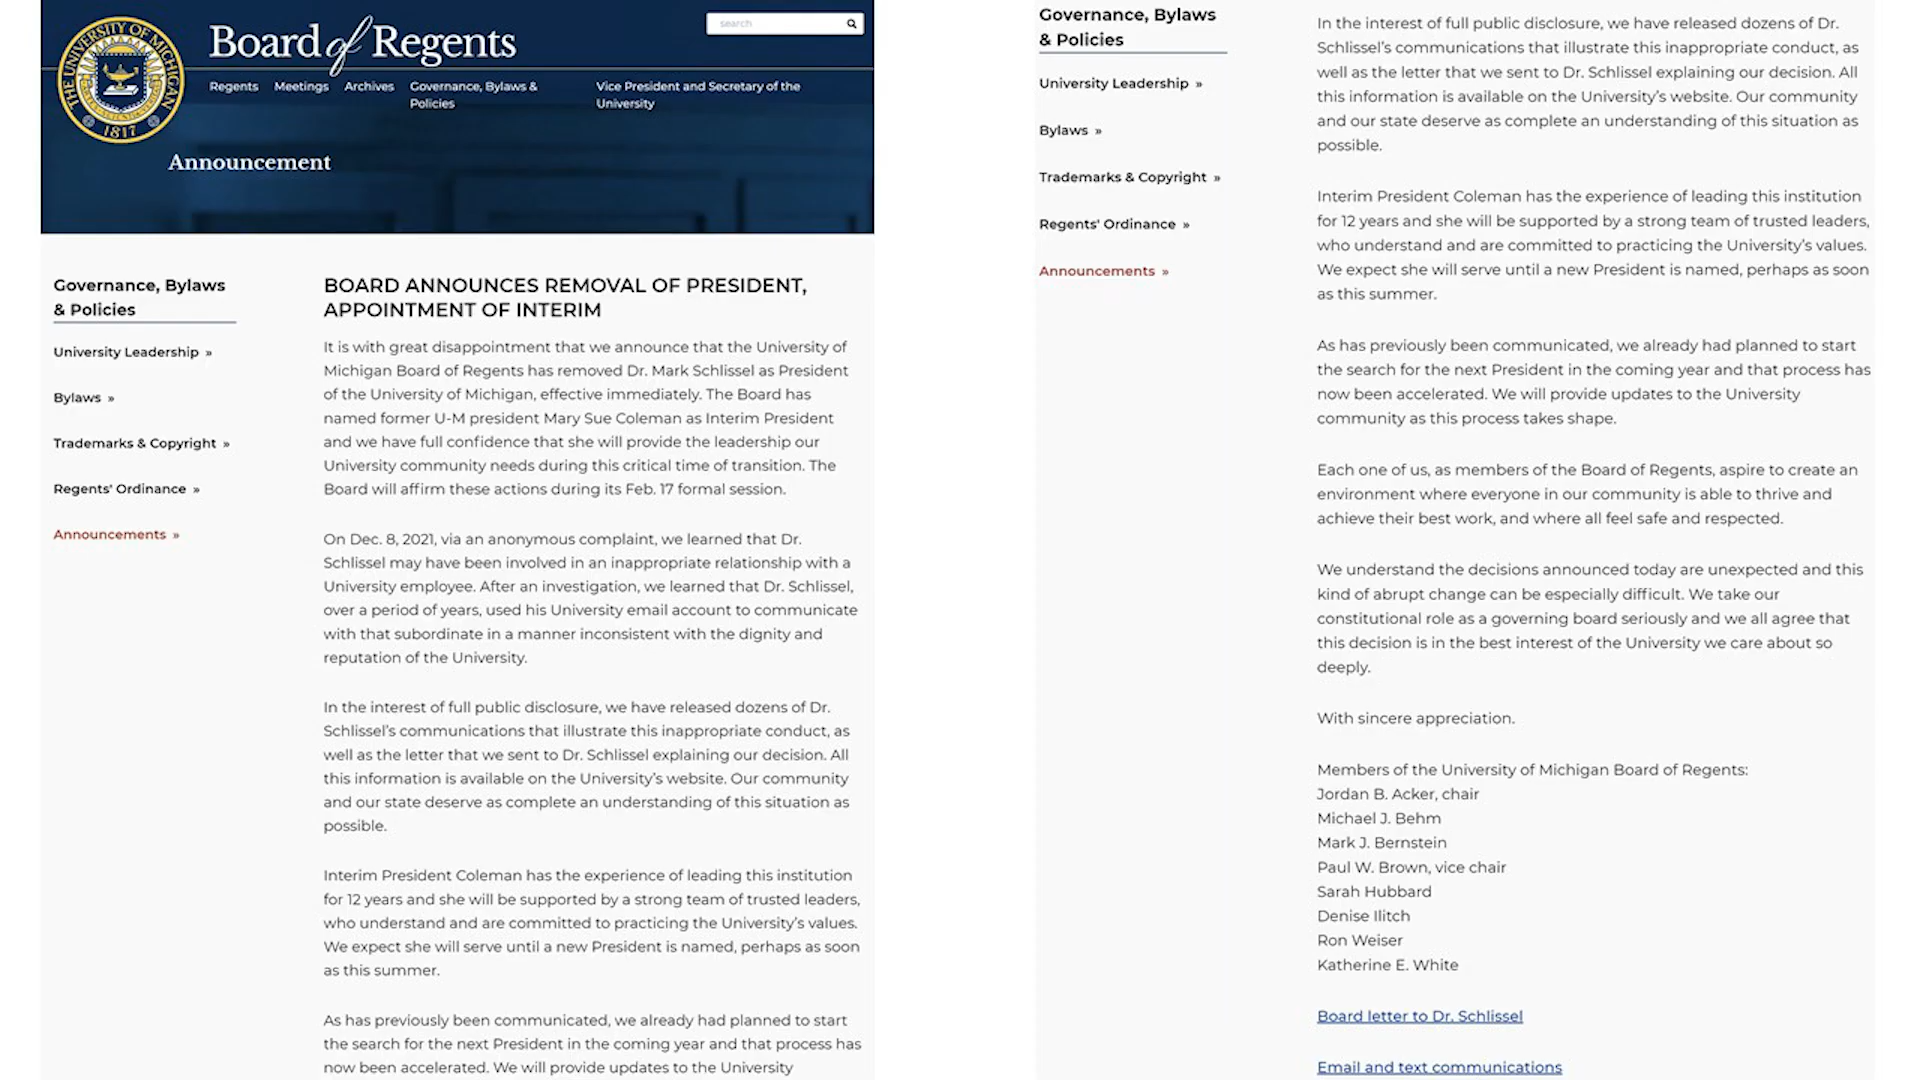 Board of Regents
search
THE UNIVERSITY OF MICHIGAN
1817
Regents
Meetings
Archives
Governance, Bylaws &
Policies
Vice President and Secretary of the
University
Announcement
Governance, Bylaws
& Policies
University Leadership »
Bylaws »
Trademarks & Copyright »
Regents' Ordinance »
Announcements »
BOARD ANNOUNCES REMOVAL OF PRESIDENT,
APPOINTMENT OF INTERIM
It is with great disappointment that we announce that the University of
Michigan Board of Regents has removed Dr. Mark Schlissel as President
of the University of Michigan, effective immediately. The Board has
named former U-M president Mary Sue Coleman as Interim President
and we have full confidence that she will provide the leadership our
University community needs during this critical time of transition. The
Board will affirm these actions during its Feb. 17 formal session.
On Dec. 8, 2021, via an anonymous complaint, we learned that Dr.
Schlissel may have been involved in an inappropriate relationship with a
University employee. After an investigation, we learned that Dr. Schlissel,
over a period of years, used his University email account to communicate
with that subordinate in a manner inconsistent with the dignity and
reputation of the University.
In the interest of full public disclosure, we have released dozens of Dr.
Schlissel's communications that illustrate this inappropriate conduct, as
well as the letter that we sent to Dr. Schlissel explaining our decision. All
this information is available on the University's website. Our community
and our state deserve as complete an understanding of this situation as
possible.
Interim President Coleman has the experience of leading this institution
for 12 years and she will be supported by a strong team of trusted leaders,
who understand and are committed to practicing the University's values.
We expect she will serve until a new President is named, perhaps as soon
as this summer.
As has previously been communicated, we already had planned to start
the search for the next President in the coming year and that process has
now been accelerated. We will provide updates to the University
Governance, Bylaws
& Policies
University Leadership »
Bylaws »
Trademarks & Copyright »
Regents' Ordinance »
Announcements »
In the interest of full public disclosure, we have released dozens of Dr.
Schlissel's communications that illustrate this inappropriate conduct, as
well as the letter that we sent to Dr. Schlissel explaining our decision. All
this information is available on the University's website. Our community
and our state deserve as complete an understanding of this situation as
possible.
Interim President Coleman has the experience of leading this institution
for 12 years and she will be supported by a strong team of trusted leaders,
who understand and are committed to practicing the University's values.
We expect she will serve until a new President is named, perhaps as soon
as this summer.
As has previously been communicated, we already had planned to start
the search for the next President in the coming year and that process has
now been accelerated. We will provide updates to the University
community as this process takes shape.
Each one of us, as members of the Board of Regents, aspire to create an
environment where everyone in our community is able to thrive and
achieve their best work, and where all feel safe and respected.
We understand the decisions announced today are unexpected and this
kind of abrupt change can be especially difficult. We take our
constitutional role as a governing board seriously and we all agree that
this decision is in the best interest of the University we care about so
deeply.
With sincere appreciation.
Members of the University of Michigan Board of Regents:
Jordan B. Acker, chair
Michael J. Behm
Mark J. Bernstein
Paul W. Brown, vice chair
Sarah Hubbard
Denise Ilitch
Ron Weiser
Katherine E. White
Board letter to Dr. Schlissel
Email and text communications